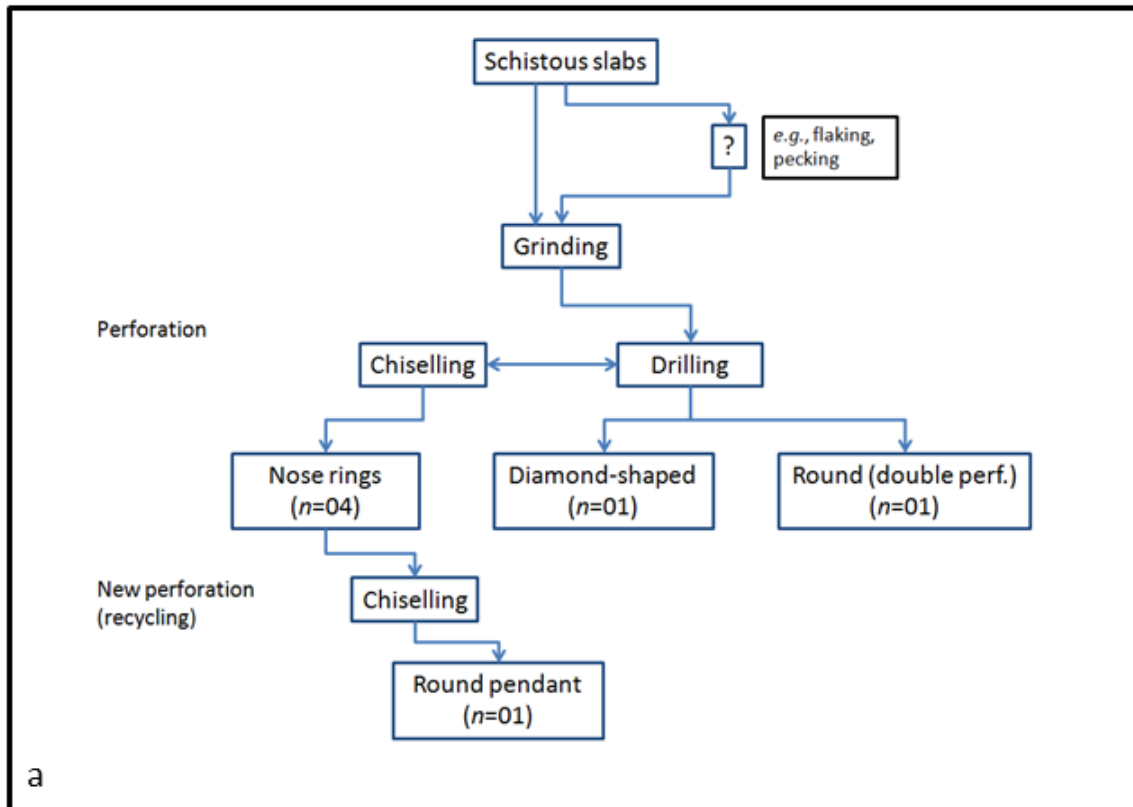 Schistous slabs
?
e.g., flaking,
pecking
Grinding
Perforation
Chiselling
Drilling
Nose rings
(n=04)
Diamond-shaped
(n=01)
Round (double perf.)
(n=01)
New perforation
(recycling)
Chiselling
Round pendant
(n=01)
a